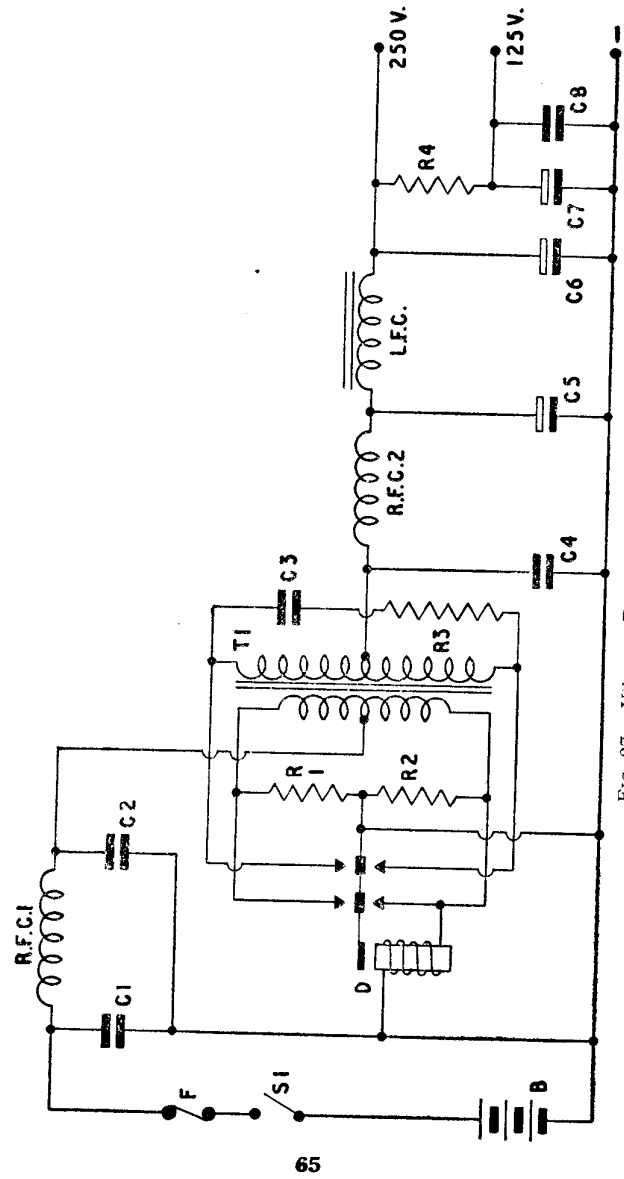 250 V.
125 V.
–
R4
C8
C7
C6
L.F.C.
C5
R.F.C.2
C4
C3
T1
R3
R
1
R2
C2
R.F.C.1
C1
D
F
S1
B
65